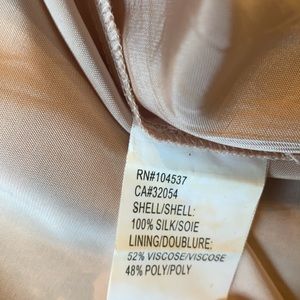 RN#104537
CA#32054
SHELL/SHELL:
100% SILK/SOIE
LINING/DOUBLURE:
52% VISCOSE/VISCOSE
48% POLY/POLY